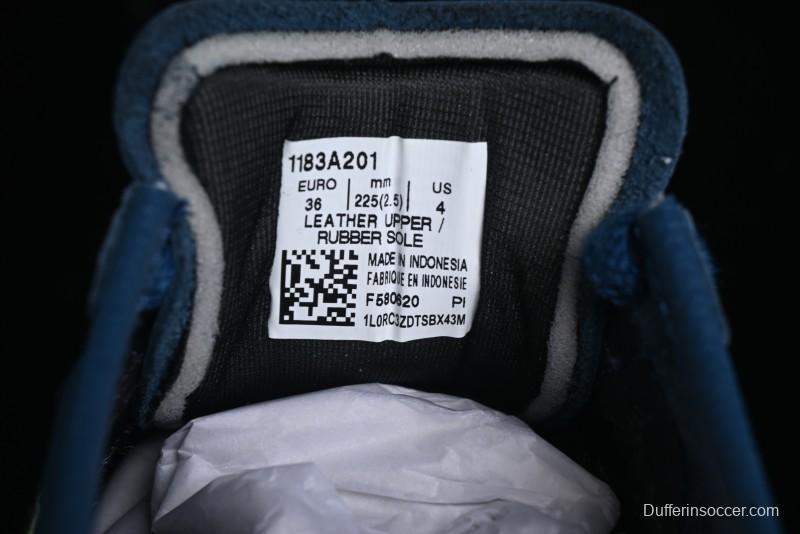 1183A201
EURO mm US
36 225(2.5) 4
LEATHER UPPER /
RUBBER SOLE
MADE IN INDONESIA
FABRIQUE EN INDONESIE
F580620 PI
1L0RC3ZDTSBX43M
Dufferinsoccer.com